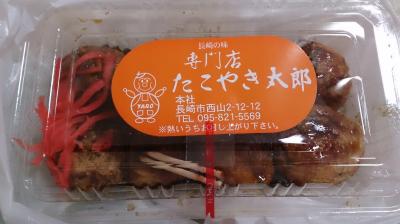 長崎の味
専門店
たこやき太郎
TARO
本社
長崎市西山2-12-12
TEL 095-821-5569
※熱いうちお召し上がり下さい。